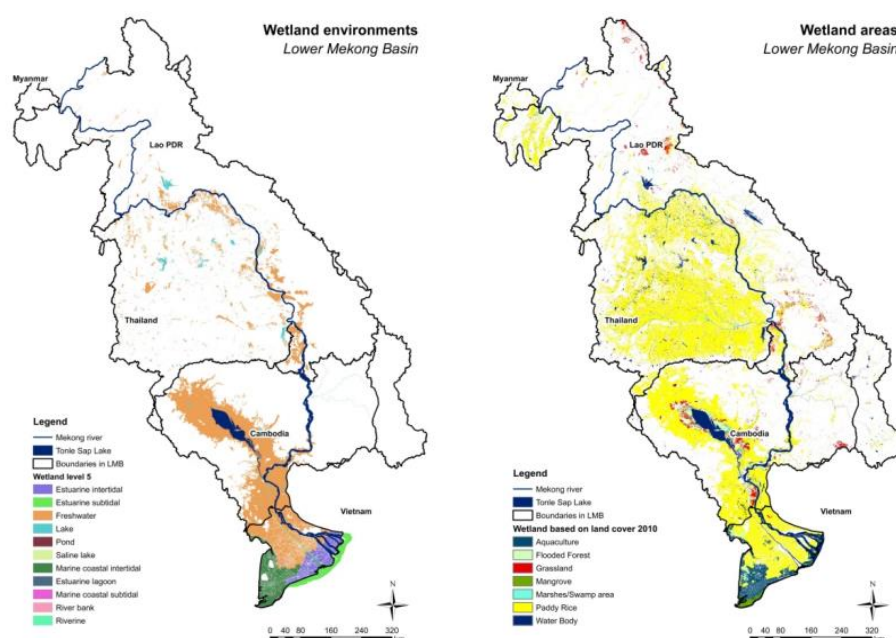 Wetland environments
Lower Mekong Basin
Myanmar
Lao PDR
Thailand
Cambodia
Vietnam
Legend
Mekong river
Tonle Sap Lake
Boundaries in LMB
Wetland level 5
Estuarine intertidal
Estuarine subtidal
Freshwater
Lake
Pond
Saline lake
Marine coastal intertidal
Estuarine lagoon
Marine coastal subtidal
River bank
Riverine
N
0 40 80 160 240 320
Wetland areas
Lower Mekong Basin
Myanmar
Lao PDR
Thailand
Cambodia
Vietnam
Legend
Mekong river
Tonle Sap Lake
Boundaries in LMB
Wetland based on land cover 2010
Aquaculture
Flooded Forest
Grassland
Mangrove
Marshes/Swamp area
Paddy Rice
Water Body
N
0 40 80 160 240 320